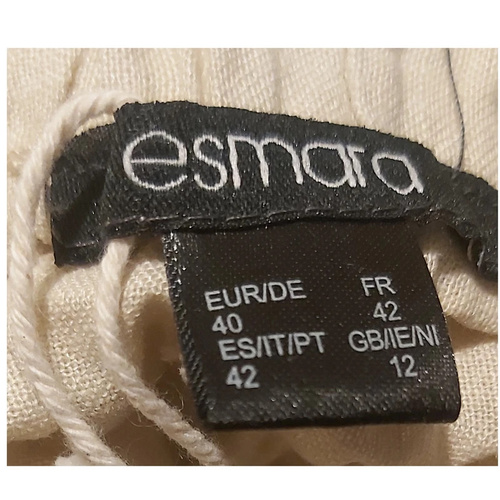 esmara
EUR/DE FR
40 42
ES/IT/PT GB/IE/NI
42 12